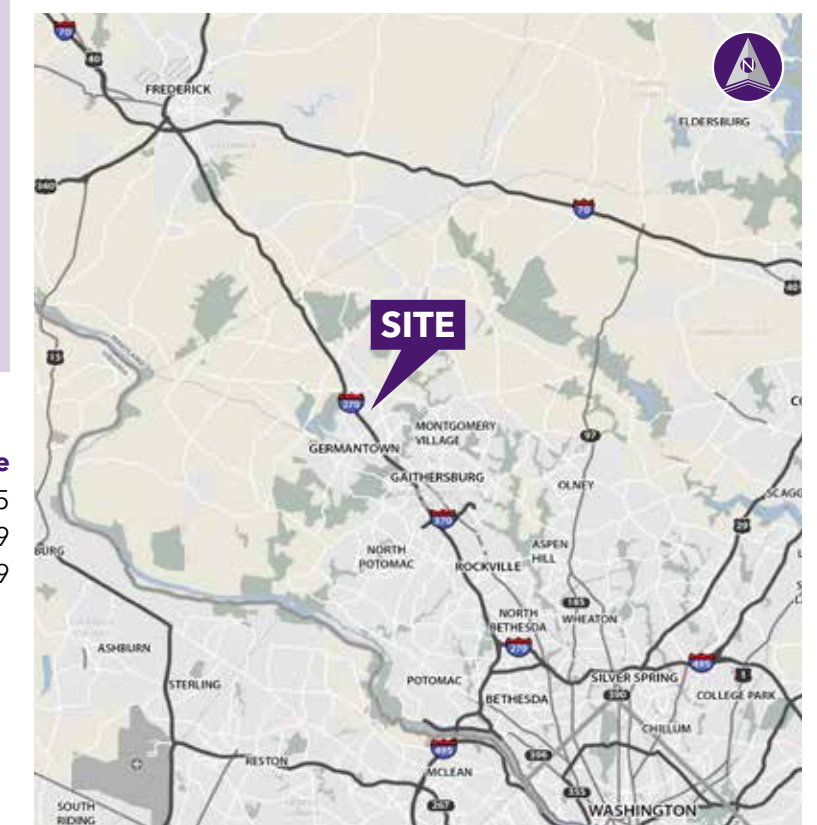 70
40
FREDERICK
N
ELDERSBURG
340
70
40
SITE
15
270
MONTGOMERY
VILLAGE
GERMANTOWN
97
GAITHERSBURG
e
5
OLNEY
SCAGG
370
29
9
BURG
NORTH
POTOMAC
ASPEN
HILL
ROCKVILLE
9
185
NORTH
BETHESDA
WHEATON
270
ASHBURN
495
STERLING
POTOMAC
SILVER SPRING
1
390
COLLEGE PARK
BETHESDA
CHILLUM
495
RESTON
MCLEAN
355
267
SOUTH
RIDING
WASHINGTON